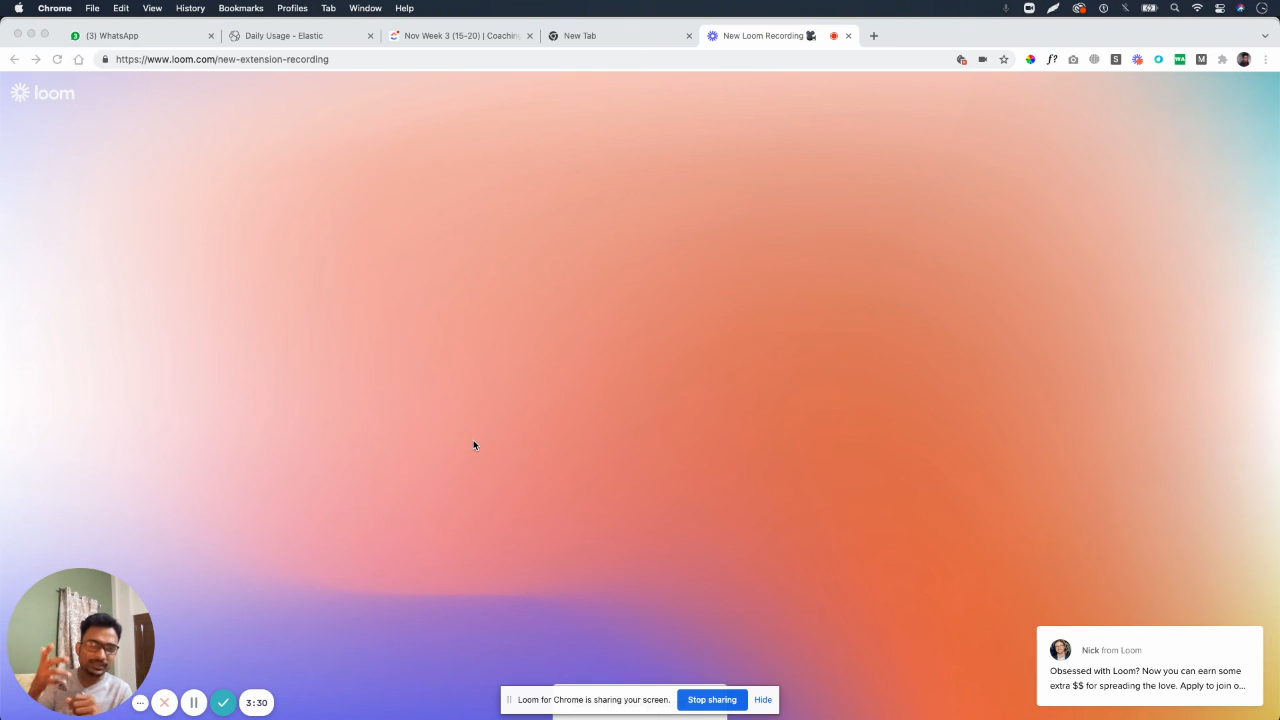 Chrome File Edit View History Bookmarks Profiles Tab Window Help
(3) WhatsApp
Daily Usage - Elastic
Nov Week 3 (15-20) | Coaching
New Tab
New Loom Recording
https://www.loom.com/new-extension-recording
f?
S
WA
M
loom
Nick from Loom
Obsessed with Loom? Now you can earn some
extra $$ for spreading the love. Apply to join o...
3:30
Loom for Chrome is sharing your screen. Stop sharing Hide